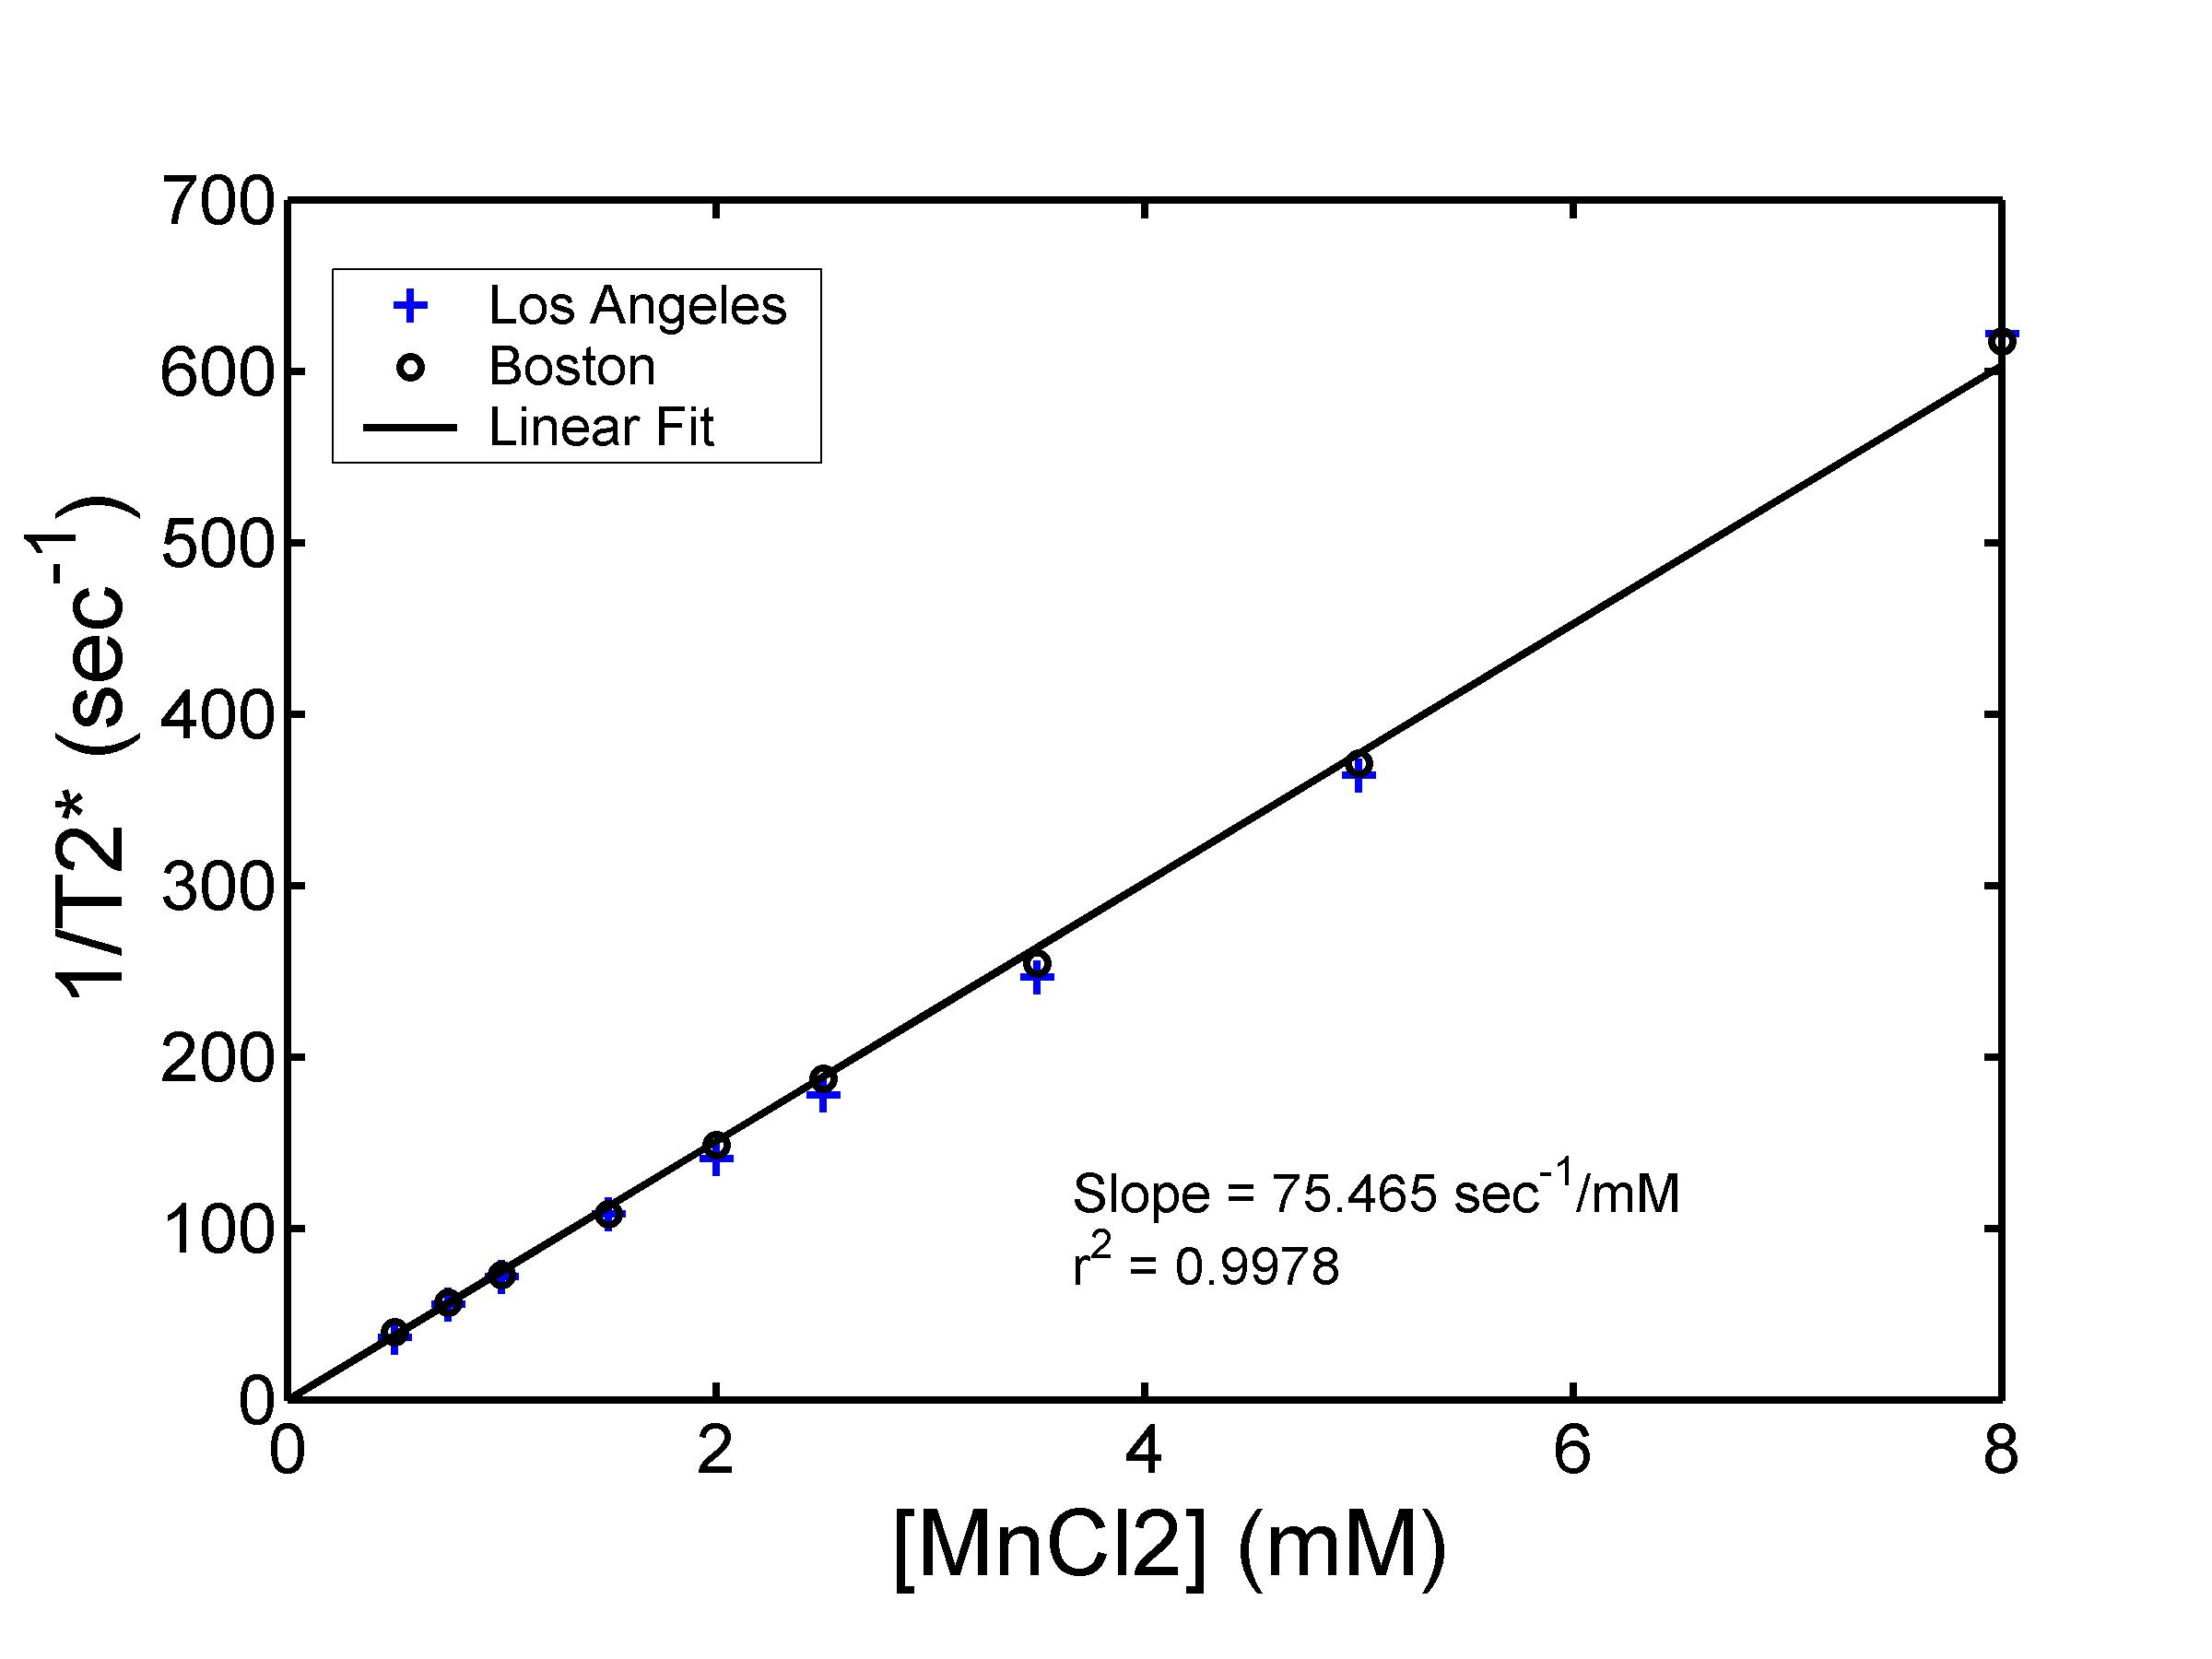 700
600
500
400
300
200
100
0
1/T2* (sec⁻¹)
Los Angeles
Boston
Linear Fit
Slope = 75.465 sec⁻¹/mM
r² = 0.9978
0 2 4 6 8
[MnCl2] (mM)